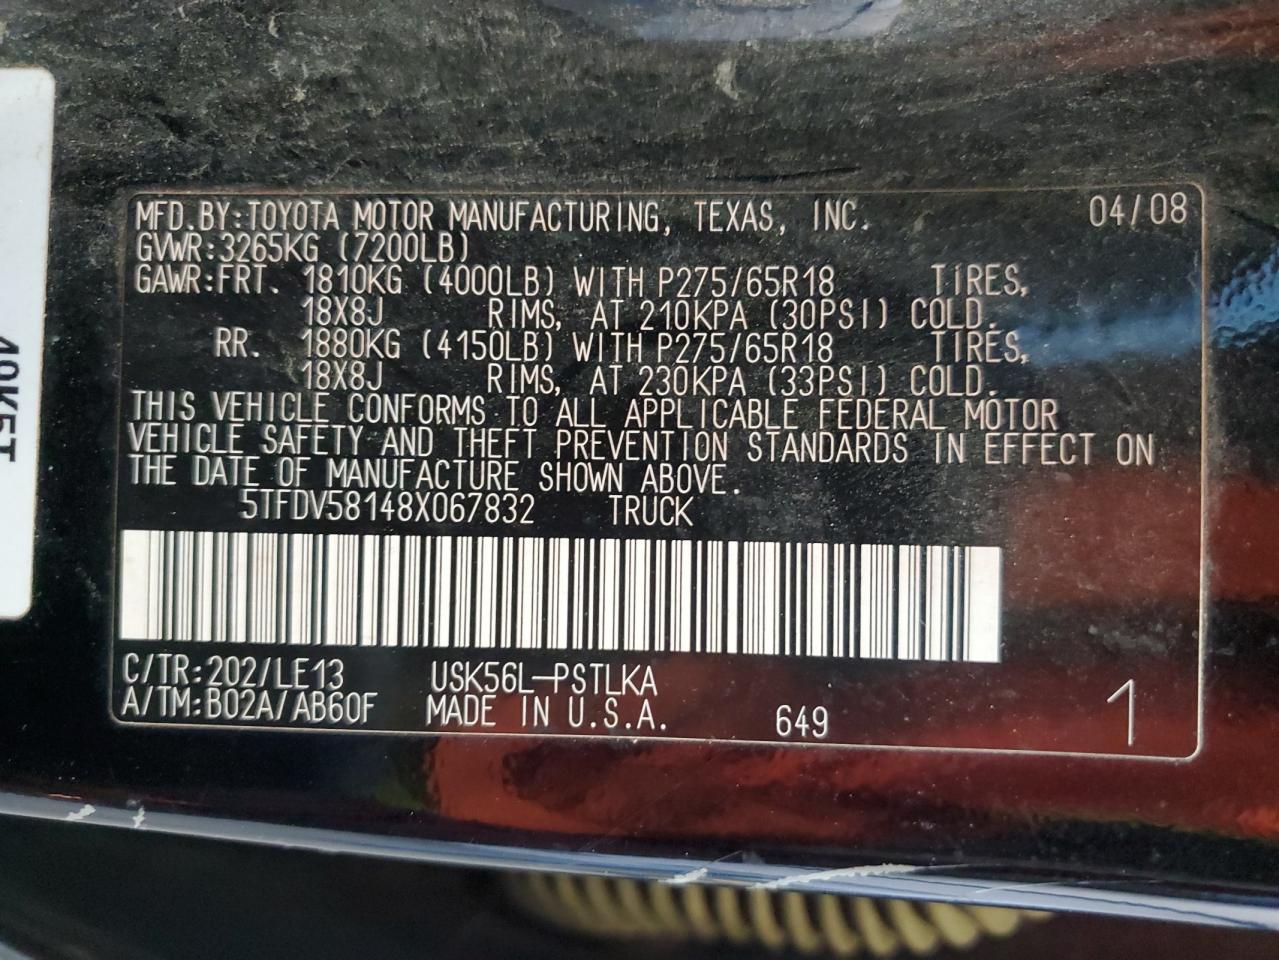 MFD.BY:TOYOTA MOTOR MANUFACTURING, TEXAS, INC. 04/08
GVWR:3265KG (7200LB)
GAWR:FRT. 1810KG (4000LB) WITH P275/65R18 TIRES,
18X8J RIMS, AT 210KPA (30PSI) COLD.
RR. 1880KG (4150LB) WITH P275/65R18 TIRES,
18X8J RIMS, AT 230KPA (33PSI) COLD.
THIS VEHICLE CONFORMS TO ALL APPLICABLE FEDERAL MOTOR
VEHICLE SAFETY AND THEFT PREVENTION STANDARDS IN EFFECT ON
THE DATE OF MANUFACTURE SHOWN ABOVE.
5TFDV58148X067832 TRUCK
C/TR:202/LE13 USK56L-PSTLKA
A/TM:B02A/AB60F MADE IN U.S.A. 649 1